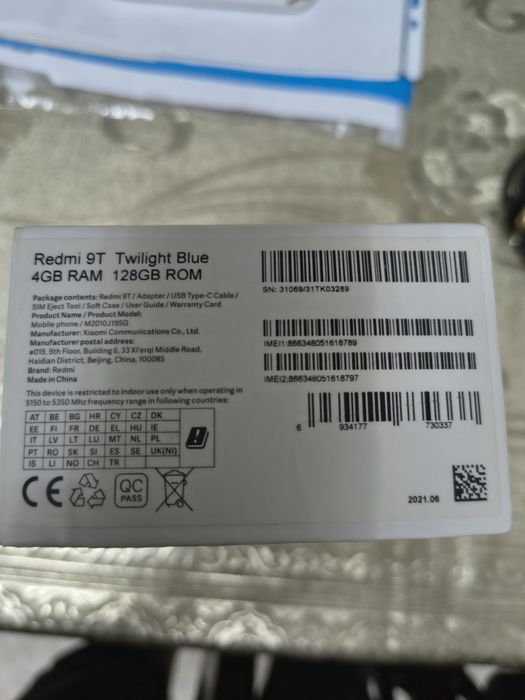 Redmi 9T Twilight Blue
4GB RAM 128GB ROM
Package contents: Redmi 9T / Adapter / USB Type-C Cable /
SIM Eject Tool / Soft Case / User Guide / Warranty Card
Product Name / Product Model:
Mobile phone / M2010J19SG
Manufacturer: Xiaomi Communications Co., Ltd.
Manufacturer postal address:
#019, 9th Floor, Building 6, 33 Xi'erqi Middle Road,
Haidian District, Beijing, China, 100085
Brand: Redmi
Made in China
This device is restricted to indoor use only when operating in
5150 to 5350 Mhz frequency range in following countries:
AT BE BG HR CY CZ DK
EE FI FR DE EL HU IE
IT LV LT LU MT NL PL
PT RO SK SI ES SE UK(NI)
IS LI NO CH TR
CE
QC
PASS
SN: 31069/31TK03289
IMEI1:866348051618789
IMEI2:866348051618797
6 934177 730337
2021.06